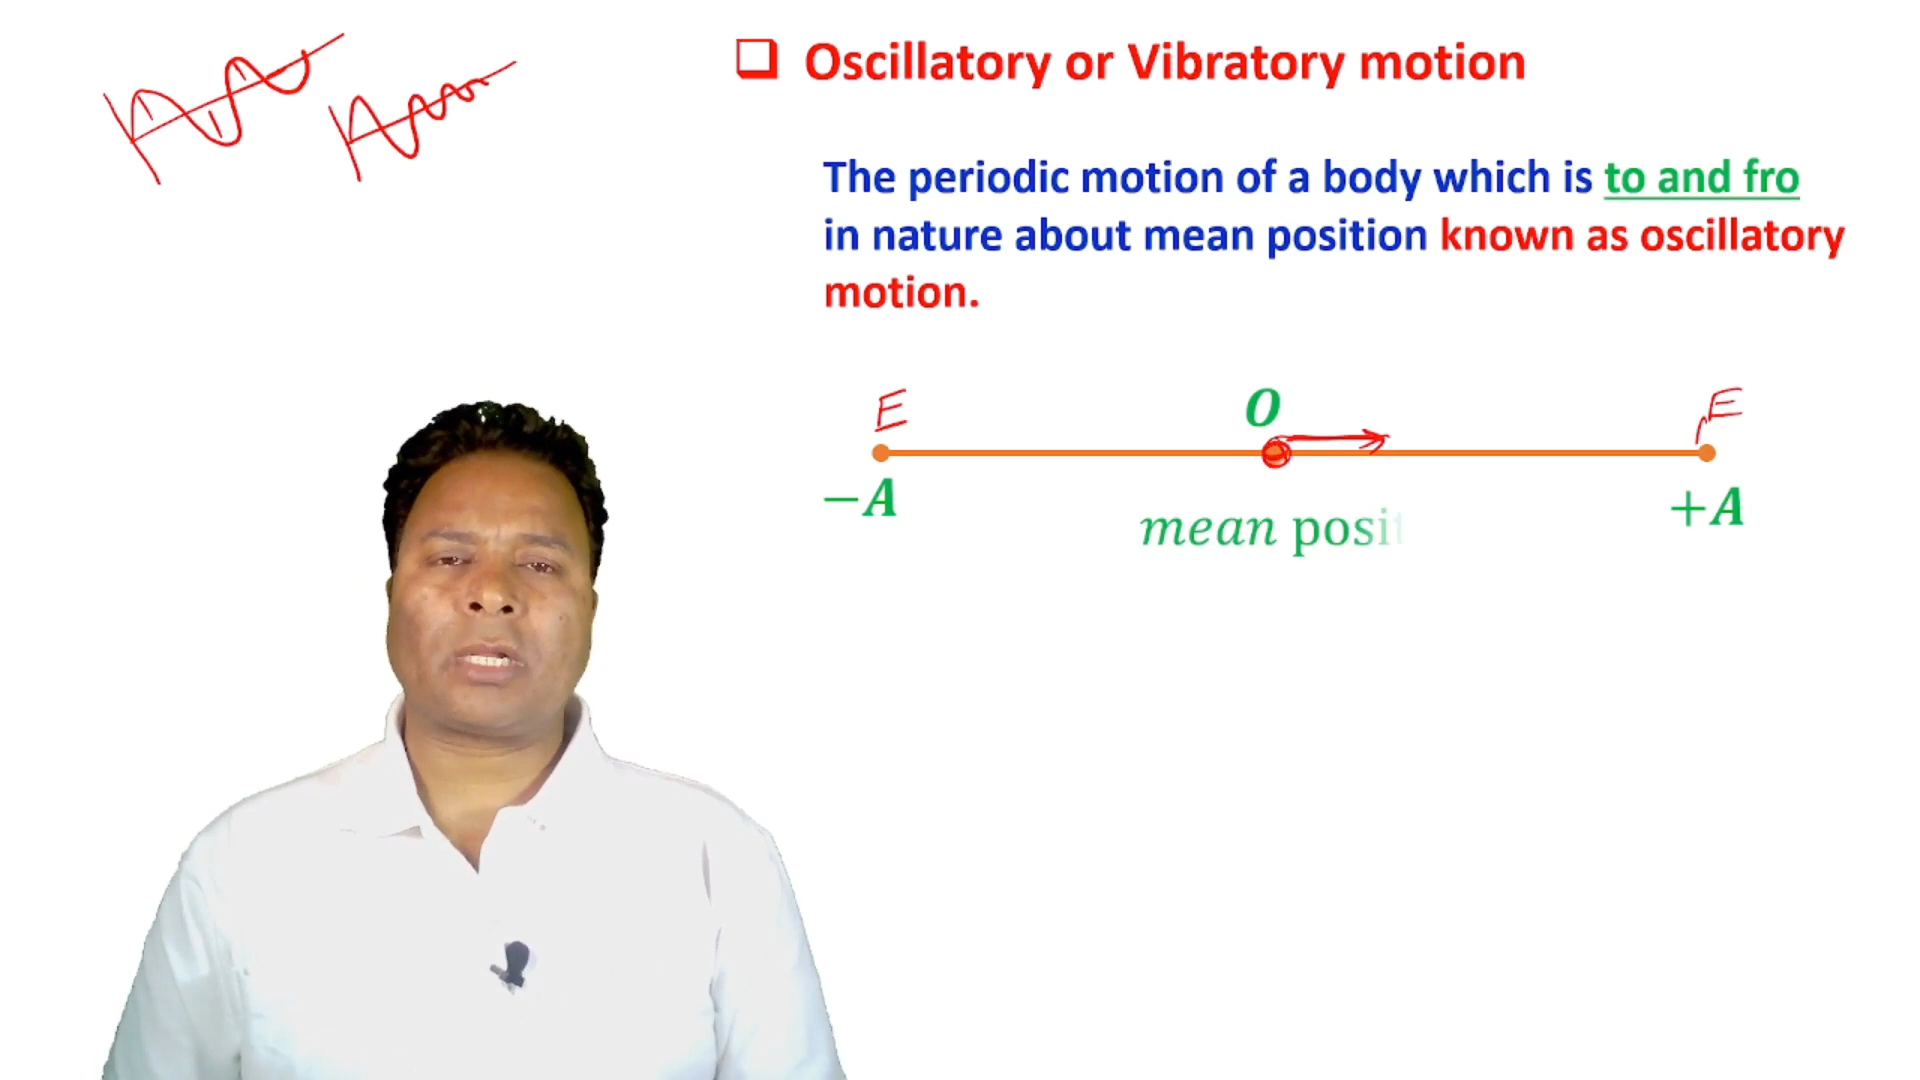 Oscillatory or Vibratory motion
The periodic motion of a body which is to and fro
in nature about mean position known as oscillatory
motion.
E O E
−A +A
mean posit